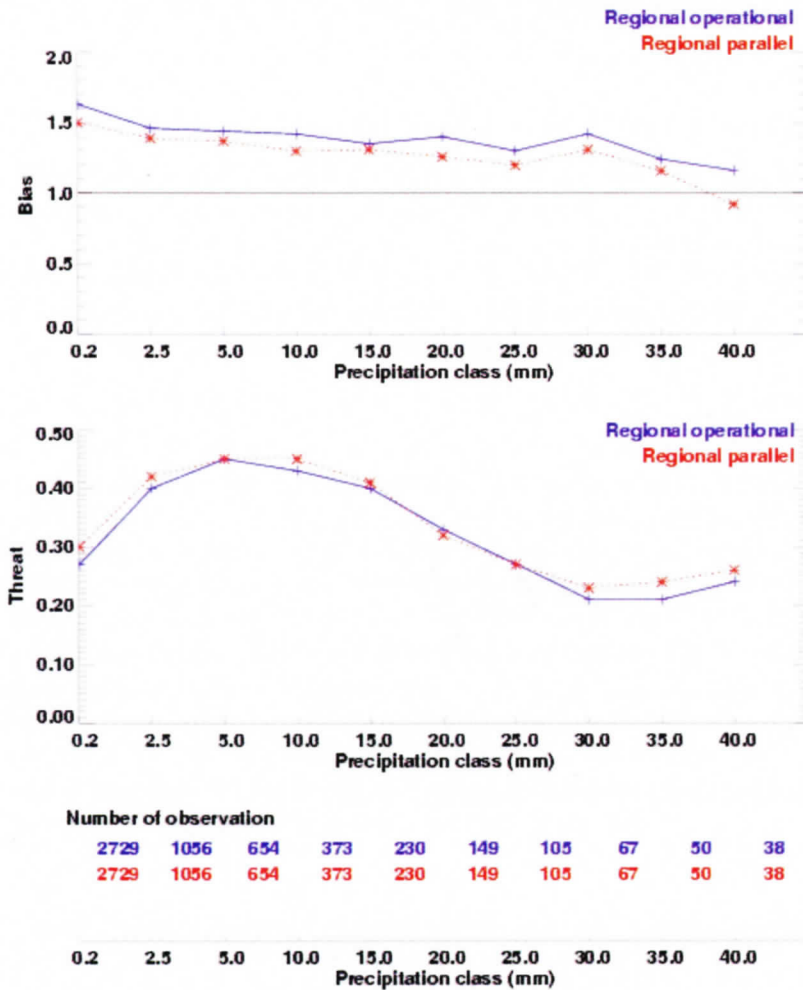 Regional operational
Regional parallel
2.0
1.5
1.0
0.5
0.0
Bias
0.2 2.5 5.0 10.0 15.0 20.0 25.0 30.0 35.0 40.0
Precipitation class (mm)
Regional operational
Regional parallel
0.50
0.40
0.30
0.20
0.10
0.00
Threat
0.2 2.5 5.0 10.0 15.0 20.0 25.0 30.0 35.0 40.0
Precipitation class (mm)
Number of observation
2729 1056 654 373 230 149 105 67 50 38
2729 1056 654 373 230 149 105 67 50 38
0.2 2.5 5.0 10.0 15.0 20.0 25.0 30.0 35.0 40.0
Precipitation class (mm)